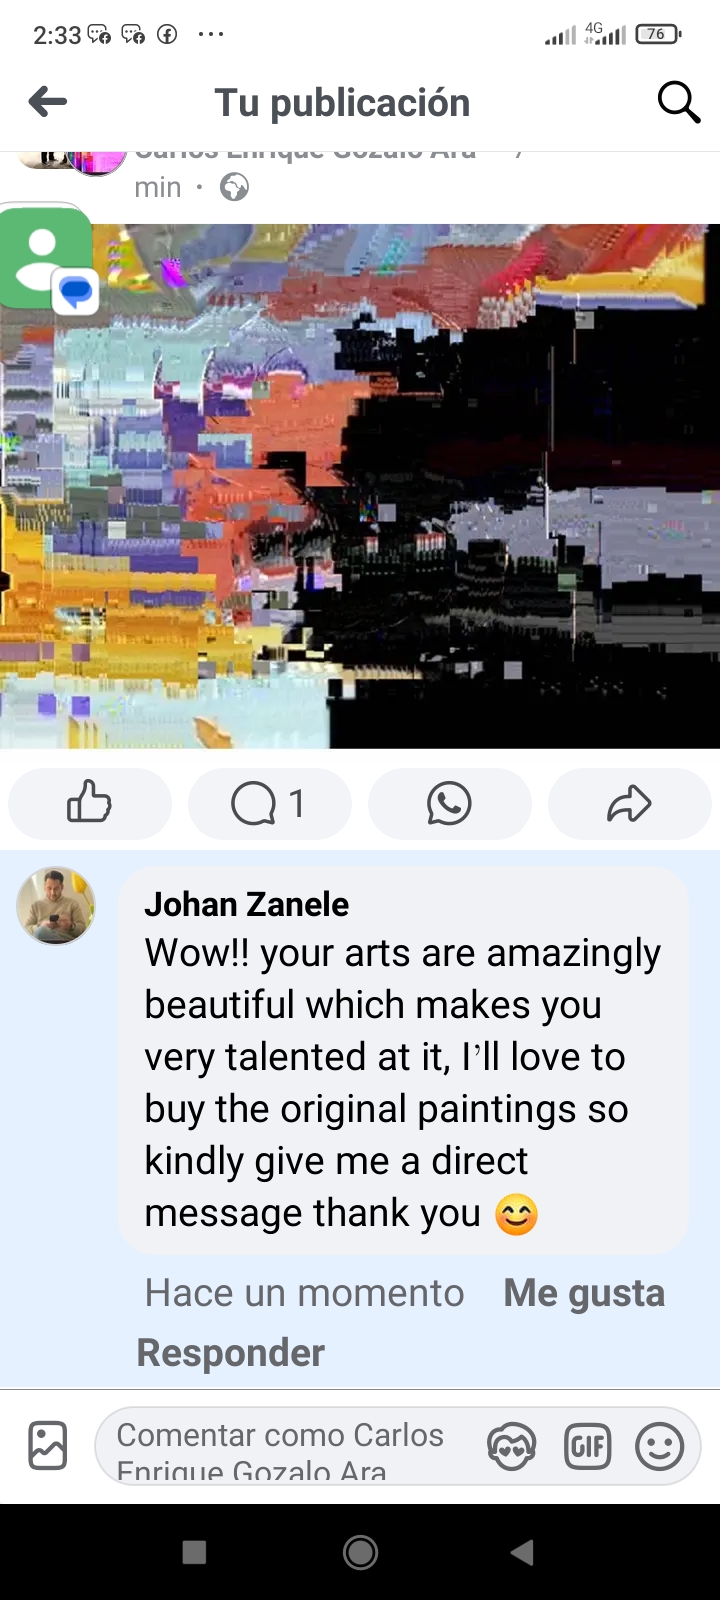 2:33
4G
76
Tu publicación
Carlos Enrique Gozalo Ara
min ·
1
Johan Zanele
Wow!! your arts are amazingly
beautiful which makes you
very talented at it, I’ll love to
buy the original paintings so
kindly give me a direct
message thank you 😊
Hace un momento Me gusta
Responder
Comentar como Carlos
Enrique Gozalo Ara
GIF